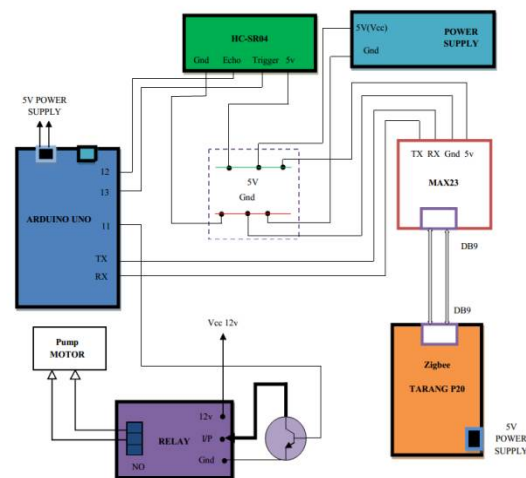 HC-SR04
Gnd Echo Trigger 5v
5V(Vcc)
Gnd
POWER
SUPPLY
5V POWER
SUPPLY
ARDUINO UNO
12
13
11
TX
RX
5V
Gnd
TX RX Gnd 5v
MAX23
DB9
DB9
Zigbee
TARANG P20
5V
POWER
SUPPLY
Pump
MOTOR
Vcc 12v
RELAY
12v
I/P
Gnd
NO